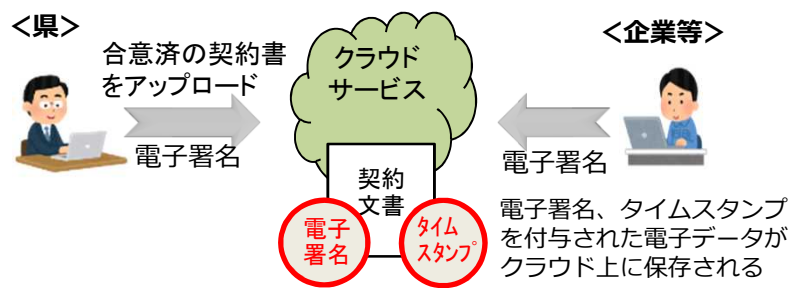 ＜県＞
合意済の契約書
をアップロード
電子署名
クラウド
サービス
契約
文書
電子
署名
タイム
スタンプ
＜企業等＞
電子署名
電子署名、タイムスタンプ
を付与された電子データが
クラウド上に保存される